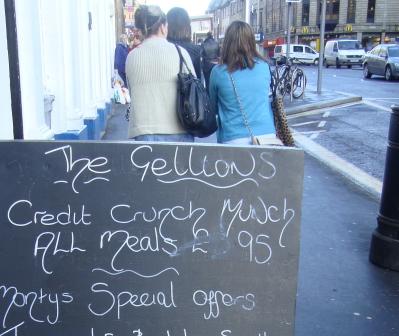 The Gellions
Credit Crunch Munch
All Meals £ 95
Montys Special offers